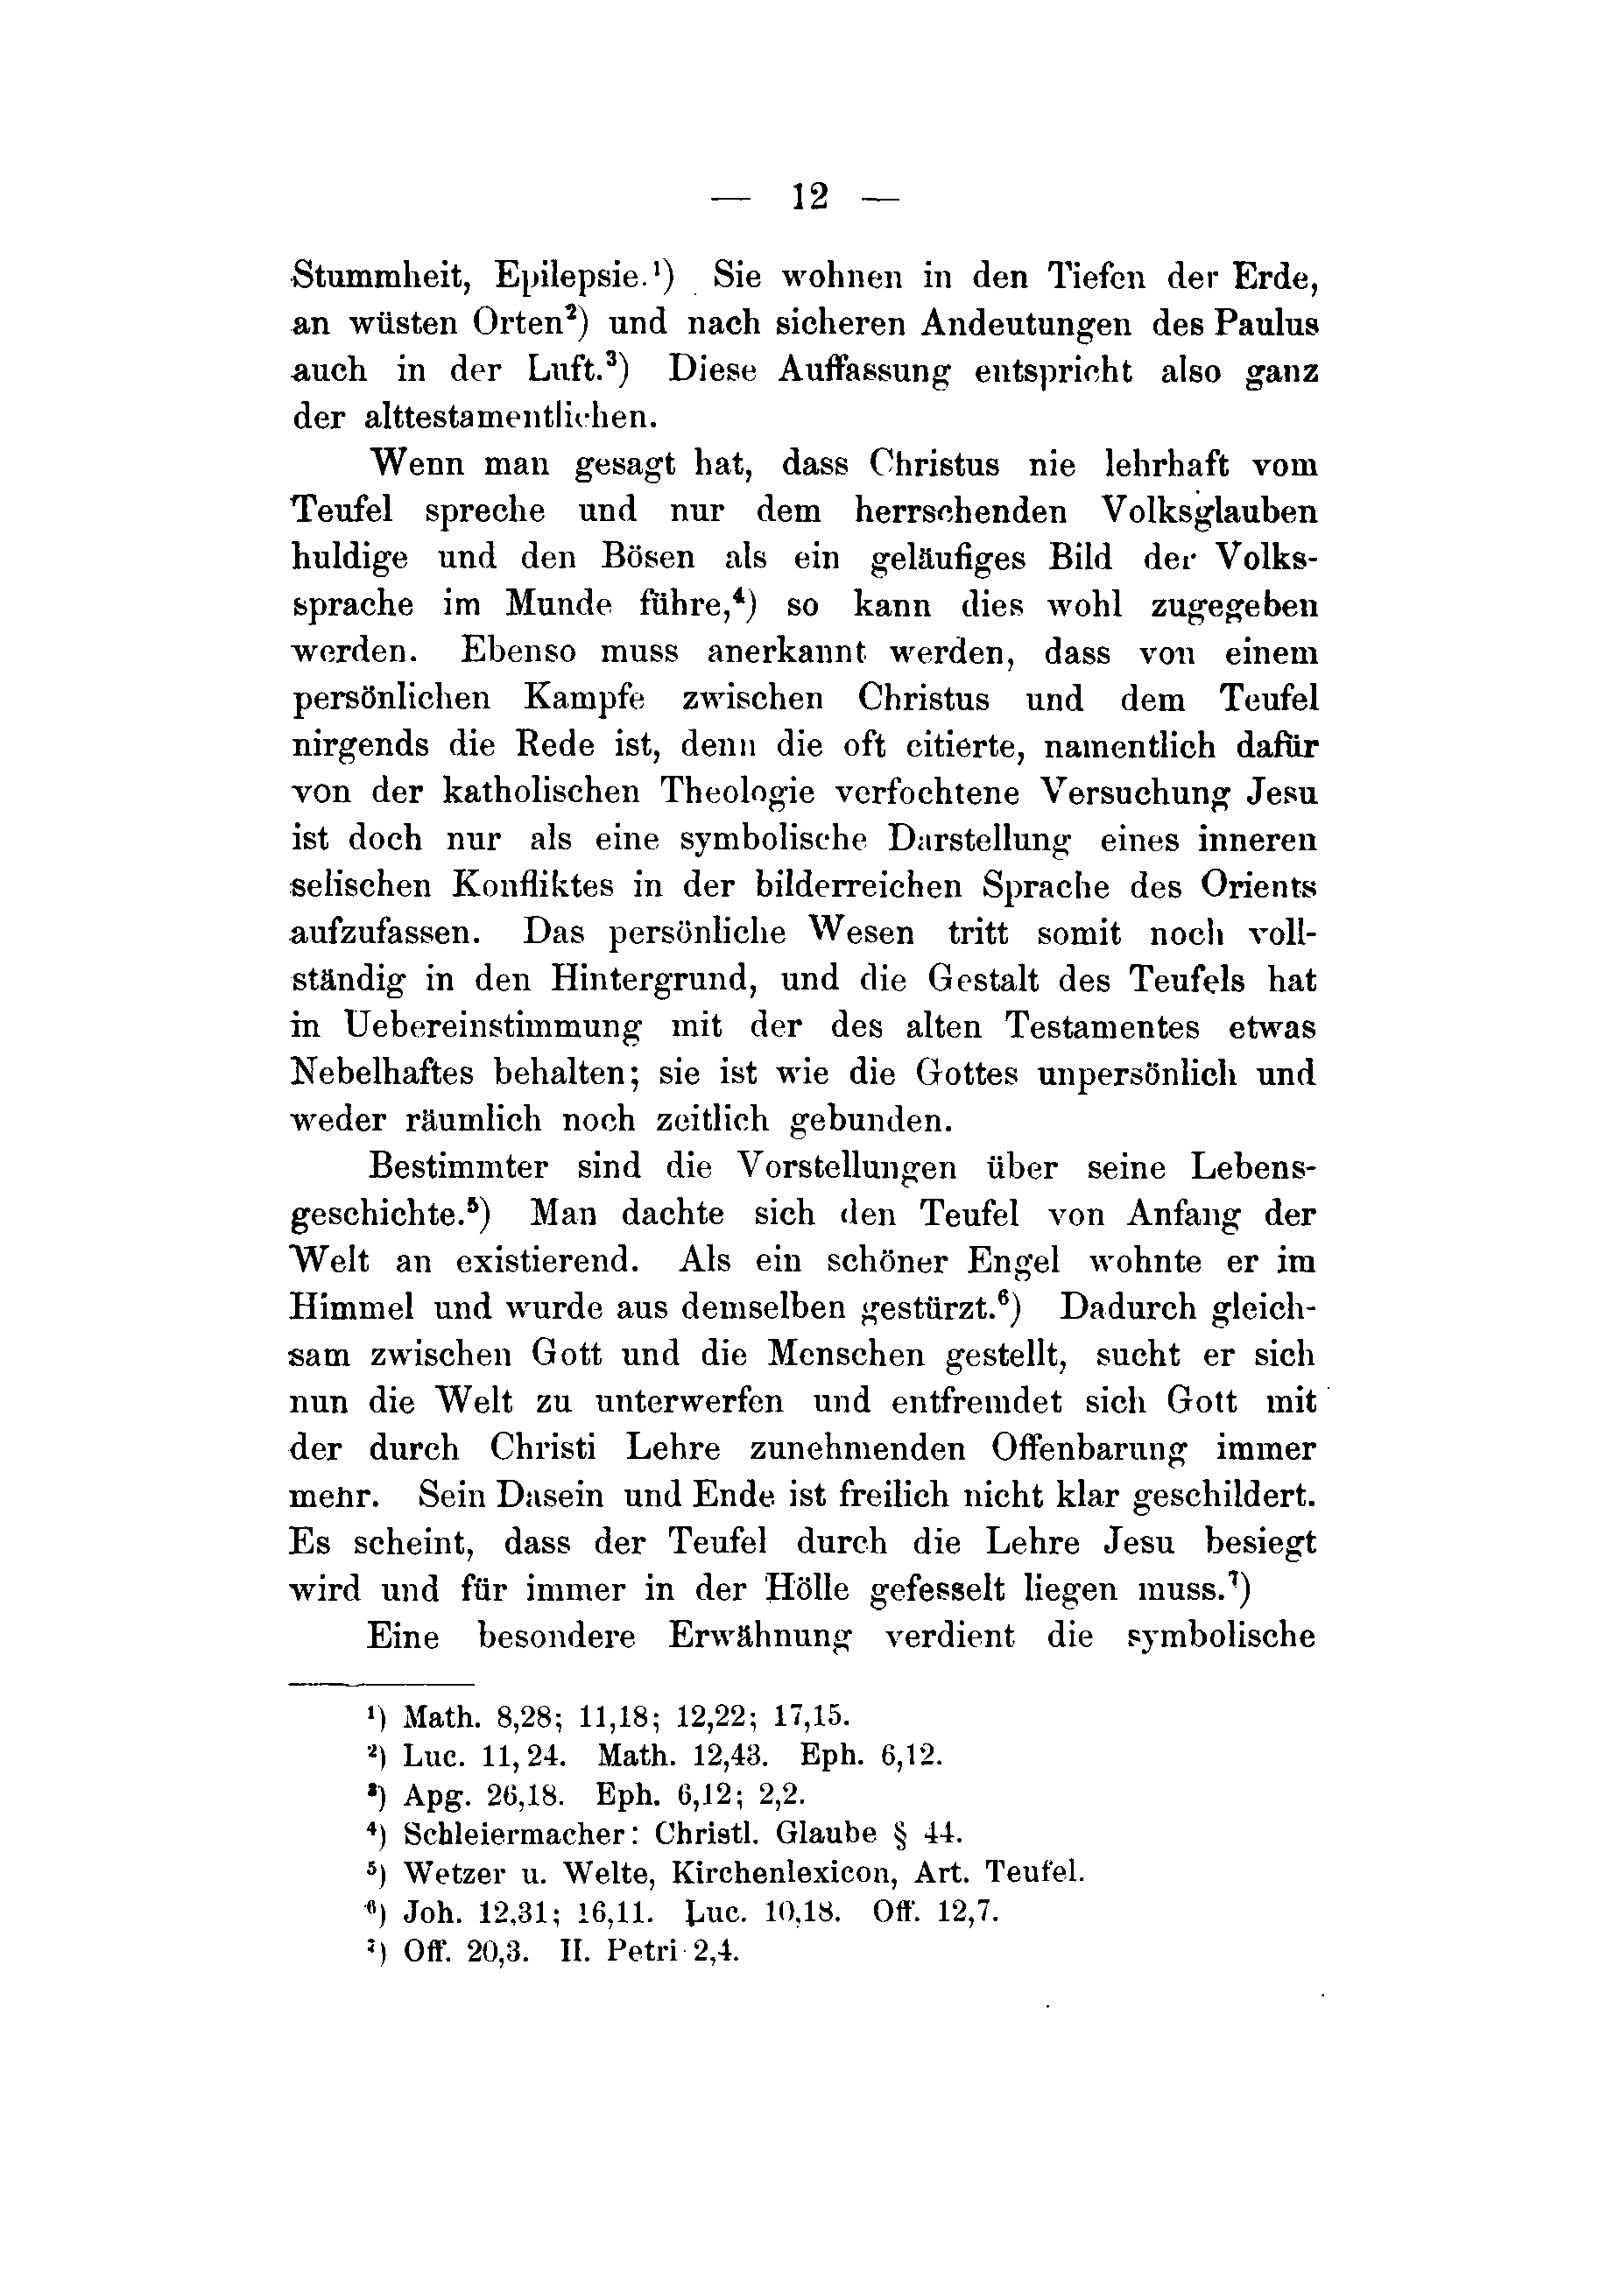 — 12 —
Stummheit, Epilepsie.¹) Sie wohnen in den Tiefen der Erde,
an wüsten Orten²) und nach sicheren Andeutungen des Paulus
auch in der Luft.³) Diese Auffassung entspricht also ganz
der alttestamentlichen.
Wenn man gesagt hat, dass Christus nie lehrhaft vom
Teufel spreche und nur dem herrschenden Volksglauben
huldige und den Bösen als ein geläufiges Bild der Volks-
sprache im Munde führe,⁴) so kann dies wohl zugegeben
werden. Ebenso muss anerkannt werden, dass von einem
persönlichen Kampfe zwischen Christus und dem Teufel
nirgends die Rede ist, denn die oft citierte, namentlich dafür
von der katholischen Theologie verfochtene Versuchung Jesu
ist doch nur als eine symbolische Darstellung eines inneren
selischen Konfliktes in der bilderreichen Sprache des Orients
aufzufassen. Das persönliche Wesen tritt somit noch voll-
ständig in den Hintergrund, und die Gestalt des Teufels hat
in Uebereinstimmung mit der des alten Testamentes etwas
Nebelhaftes behalten; sie ist wie die Gottes unpersönlich und
weder räumlich noch zeitlich gebunden.
Bestimmter sind die Vorstellungen über seine Lebens-
geschichte.⁵) Man dachte sich den Teufel von Anfang der
Welt an existierend. Als ein schöner Engel wohnte er im
Himmel und wurde aus demselben gestürzt.⁶) Dadurch gleich-
sam zwischen Gott und die Menschen gestellt, sucht er sich
nun die Welt zu unterwerfen und entfremdet sich Gott mit
der durch Christi Lehre zunehmenden Offenbarung immer
mehr. Sein Dasein und Ende ist freilich nicht klar geschildert.
Es scheint, dass der Teufel durch die Lehre Jesu besiegt
wird und für immer in der Hölle gefesselt liegen muss.⁷)
Eine besondere Erwähnung verdient die symbolische
¹) Math. 8,28; 11,18; 12,22; 17,15.
²) Luc. 11,24. Math. 12,43. Eph. 6,12.
³) Apg. 26,18. Eph. 6,12; 2,2.
⁴) Schleiermacher: Christl. Glaube § 44.
⁵) Wetzer u. Welte, Kirchenlexicon, Art. Teufel.
⁶) Joh. 12,31; 16,11. Luc. 10,18. Off. 12,7.
⁷) Off. 20,3. II. Petri 2,4.